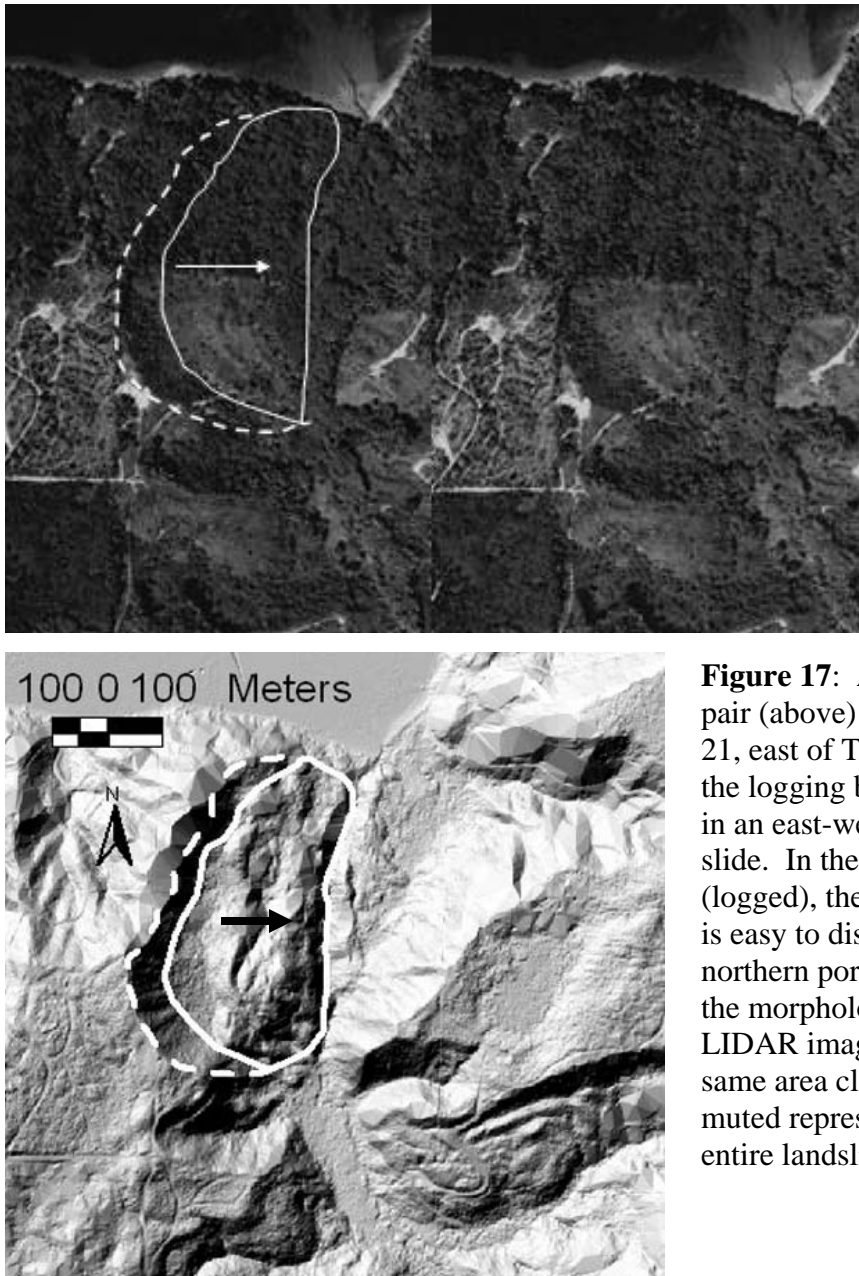 100 0 100 Meters
N
Figure 17:
pair (above)
21, east of
the logging
in an east-we
slide. In the
(logged), the
is easy to dis
northern por
the morphol
LIDAR imag
same area cl
muted repres
entire landsl